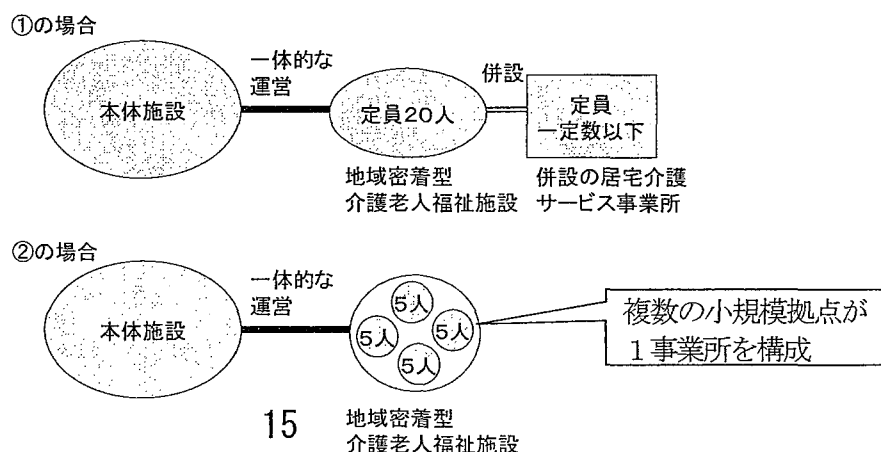 ①の場合
本体施設
一体的な
運営
定員20人
併設
定員
一定数以下
地域密着型
介護老人福祉施設
併設の居宅介護
サービス事業所
②の場合
本体施設
一体的な
運営
5人
5人
5人
5人
複数の小規模拠点が
1事業所を構成
地域密着型
介護老人福祉施設
15